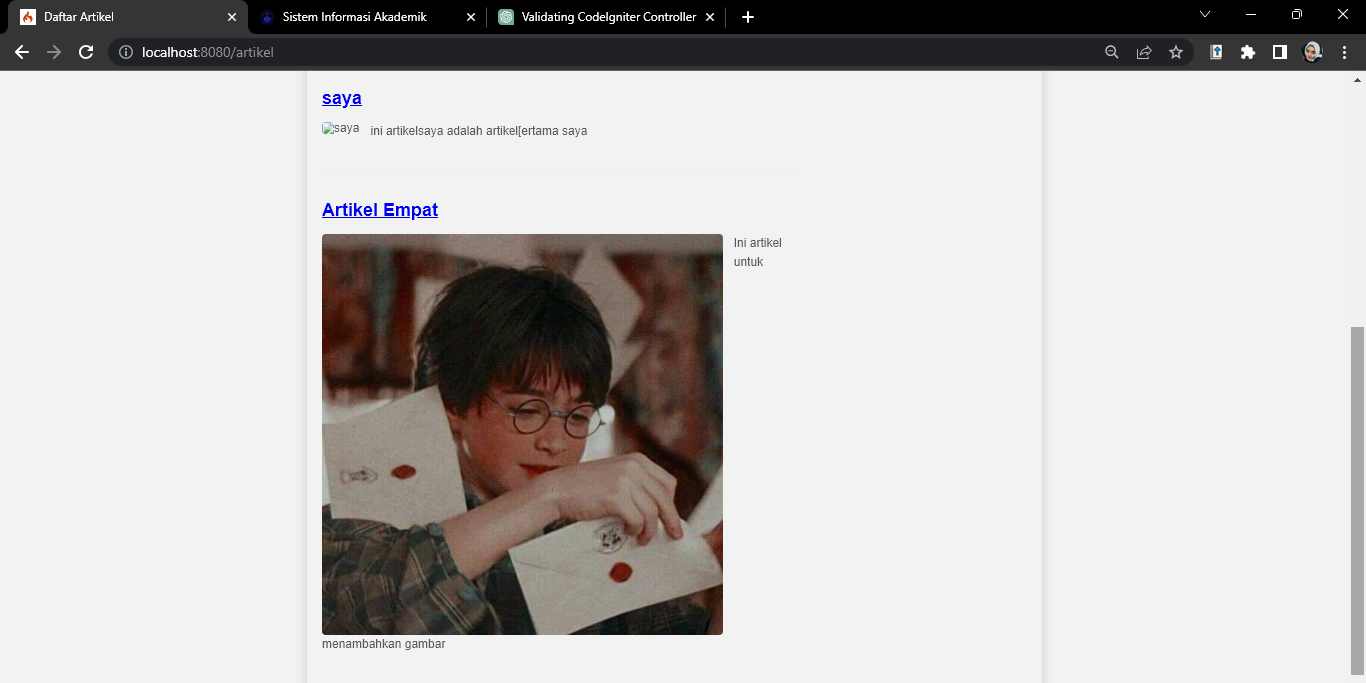 Daftar Artikel
Sistem Informasi Akademik
Validating CodeIgniter Controller
localhost:8080/artikel
saya
saya
ini artikelsaya adalah artikel[ertama saya
Artikel Empat
Ini artikel
untuk
menambahkan gambar